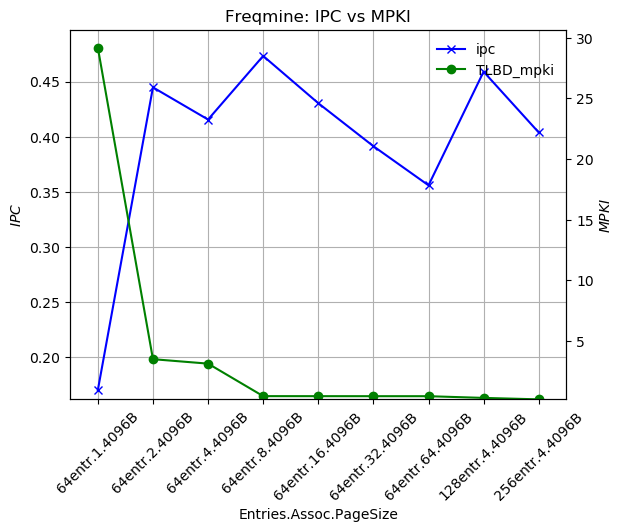 Freqmine: IPC vs MPKI
ipc
TLBD_mpki
0.45
0.40
0.35
0.30
0.25
0.20
IPC
30
25
20
15
10
5
MPKI
64entr.1.4096B
64entr.2.4096B
64entr.4.4096B
64entr.8.4096B
64entr.16.4096B
64entr.32.4096B
64entr.64.4096B
128entr.4.4096B
256entr.4.4096B
Entries.Assoc.PageSize